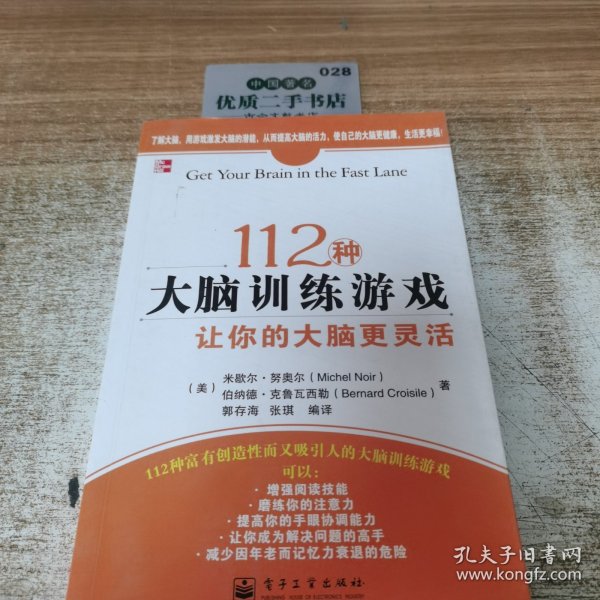 028
中国著名
优质二手书店
了解大脑，用游戏激发大脑的潜能，从而提高大脑的活力，使自己的大脑更健康，生活更幸福！
Get Your Brain in the Fast Lane
112种
大脑训练游戏
让你的大脑更灵活
（美） 米歇尔·努奥尔（Michel Noir）
伯纳德·克鲁瓦西勒（Bernard Croisile） 著
郭存海 张琪 编译
112种富有创造性而又吸引人的大脑训练游戏
可以：
·增强阅读技能
·磨练你的注意力
·提高你的手眼协调能力
·让你成为解决问题的高手
·减少因年老而记忆力衰退的危险
电子工业出版社
孔夫子旧书网
www.kongfz.com